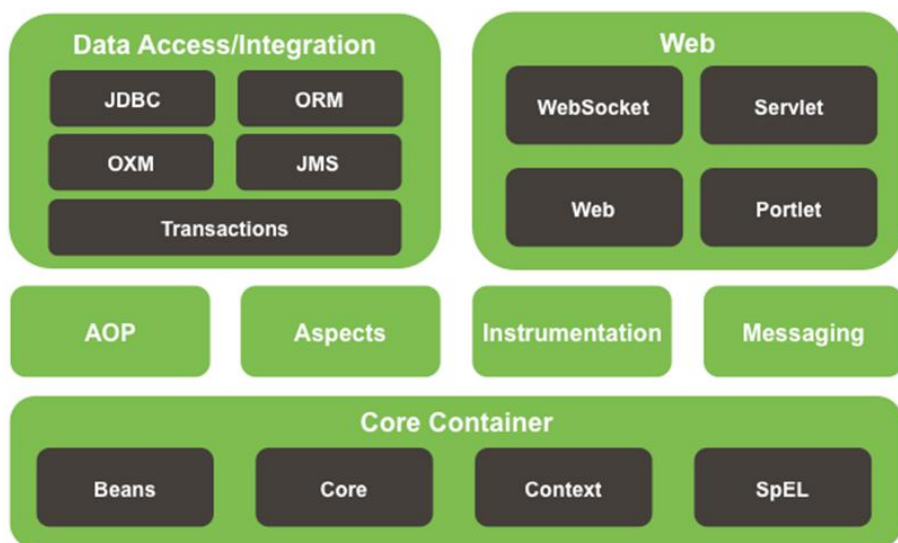 Data Access/Integration
JDBC
ORM
OXM
JMS
Transactions
Web
WebSocket
Servlet
Web
Portlet
AOP
Aspects
Instrumentation
Messaging
Core Container
Beans
Core
Context
SpEL